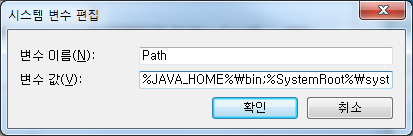 시스템 변수 편집
변수 이름(N): Path
변수 값(V): %JAVA_HOME%₩bin;%SystemRoot%₩syst
확인 취소